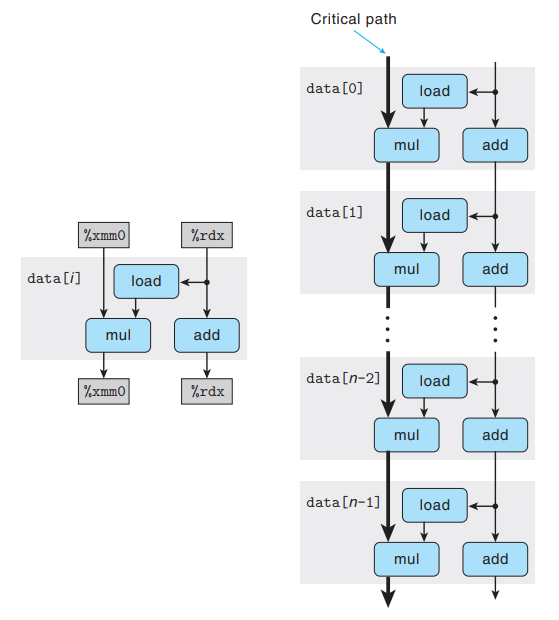 %xmm0 %rdx
data[i]
load
mul add
%xmm0 %rdx
Critical path
data[0]
load
mul add
data[1]
load
mul add
data[n-2]
load
mul add
data[n-1]
load
mul add